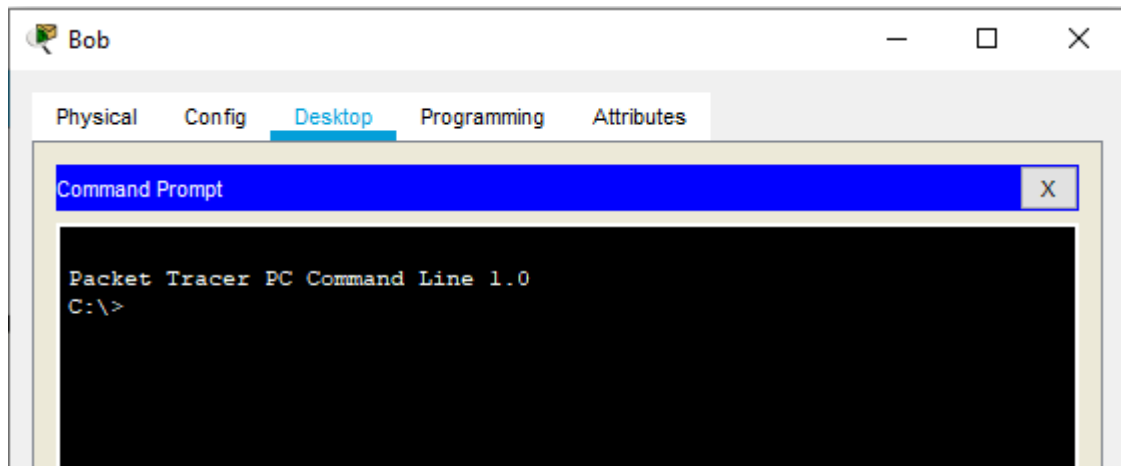 Bob
Physical Config Desktop Programming Attributes
Command Prompt X
Packet Tracer PC Command Line 1.0
C:\>